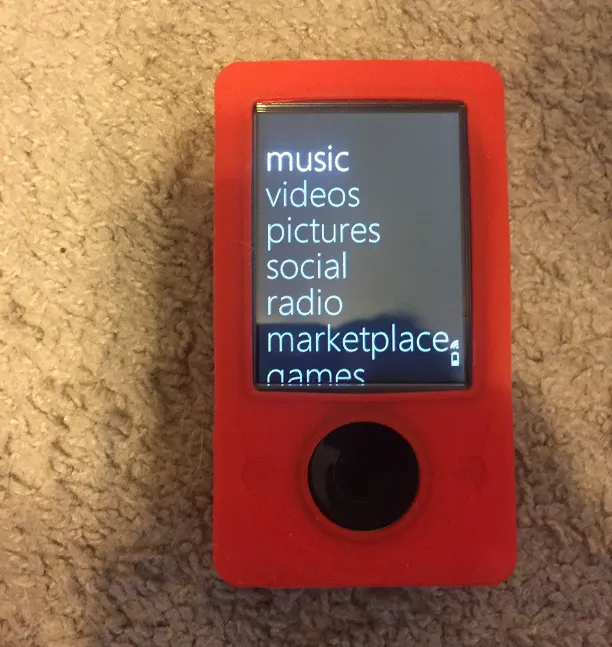 music
videos
pictures
social
radio
marketplace
games